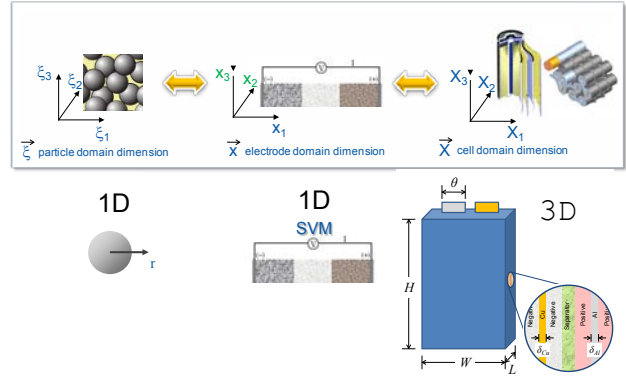 ξ3
ξ2
ξ1
ξ particle domain dimension
V
I
(-)
(+)
x3
x2
x1
x electrode domain dimension
X3
X2
X1
X cell domain dimension
1D
r
1D
SVM
V
I
(-)
(+)
3D
θ
H
W
L
Negative
Cu
Negative
Separator
Positive
Al
δCu
δAl